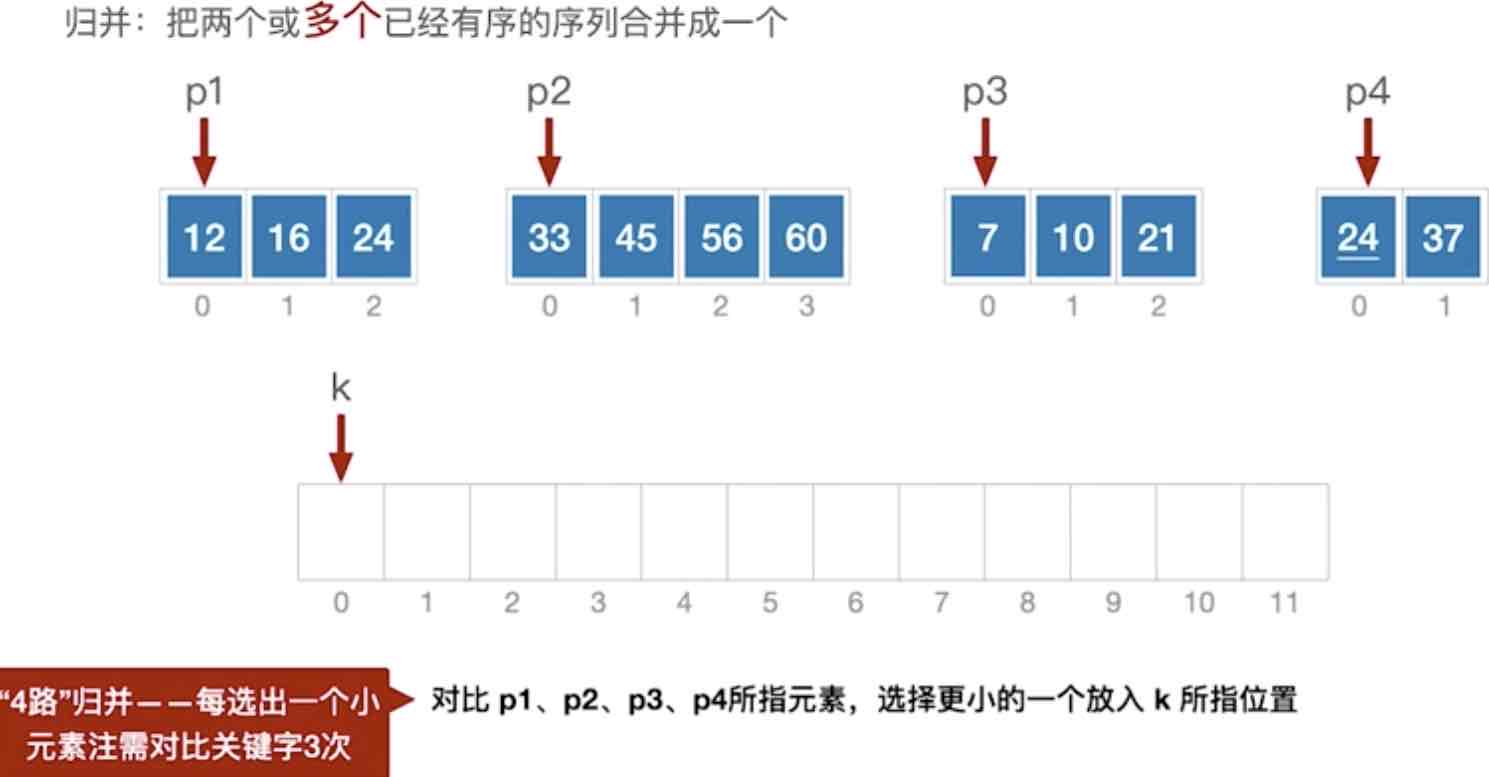 归并：把两个或多个已经有序的序列合并成一个
p1 p2 p3 p4
12 16 24 33 45 56 60 7 10 21 24 37
0 1 2 0 1 2 3 0 1 2 0 1
k
0 1 2 3 4 5 6 7 8 9 10 11
“4路”归并——每选出一个小
元素注需对比关键字3次
对比 p1、p2、p3、p4所指元素，选择更小的一个放入 k 所指位置